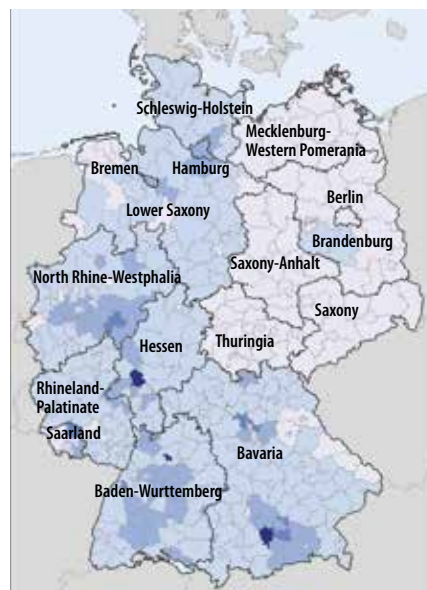 Schleswig-Holstein
Mecklenburg-
Western Pomerania
Bremen
Hamburg
Berlin
Lower Saxony
Brandenburg
Saxony-Anhalt
North Rhine-Westphalia
Saxony
Hessen
Thuringia
Rhineland-
Palatinate
Saarland
Bavaria
Baden-Wurttemberg